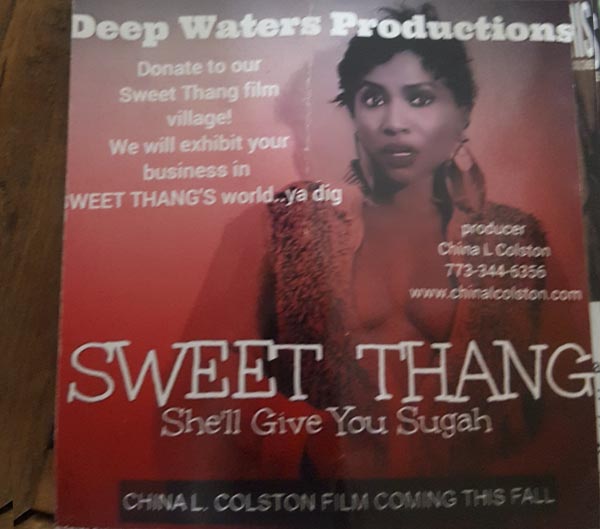 Deep Waters Productions
Donate to our
Sweet Thang film
village!
We will exhibit your
business in
WEET THANG'S world..ya dig
producer
China L Colston
773-344-6356
www.chinalcolston.com
SWEET THANG
She'll Give You Sugah
CHINA L. COLSTON FILM COMING THIS FALL